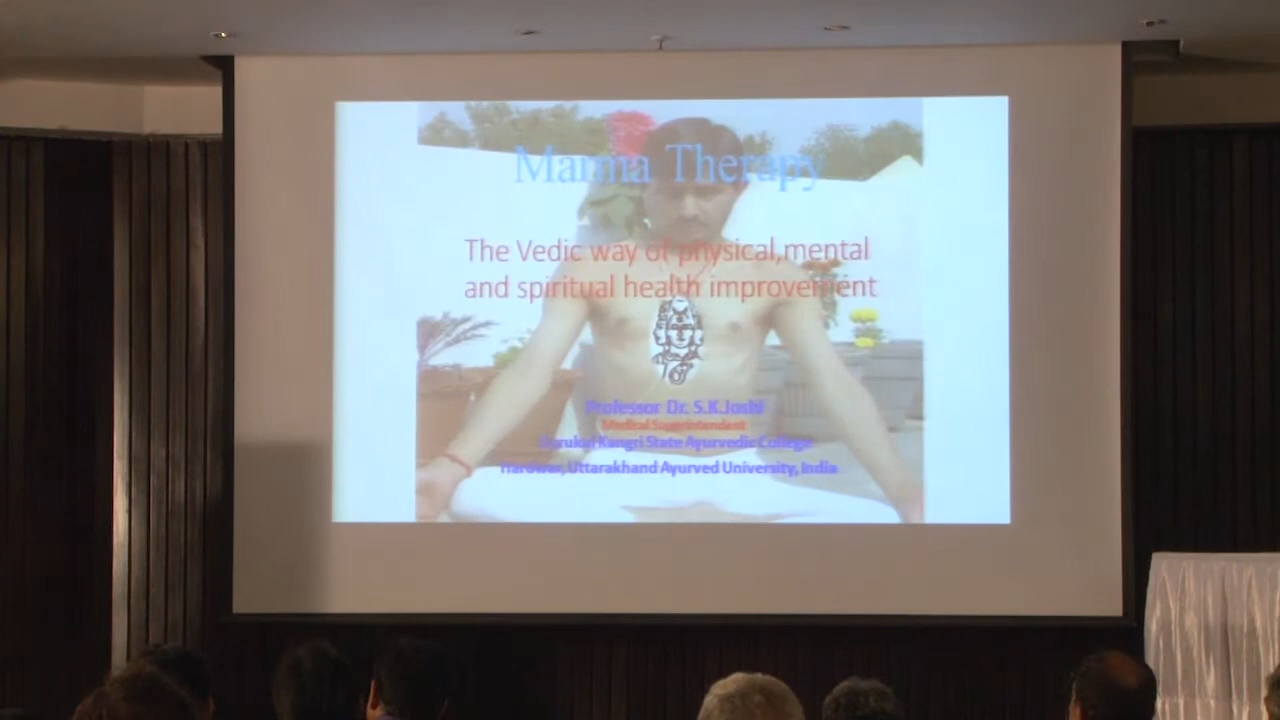 Marma Therapy
The Vedic way of physical,mental
and spiritual health improvement
Professor Dr. S.K.Joshi
Medical Superintendent
Gurukul Kangri State Ayurvedic College
Hardwar, Uttarakhand Ayurved University, India